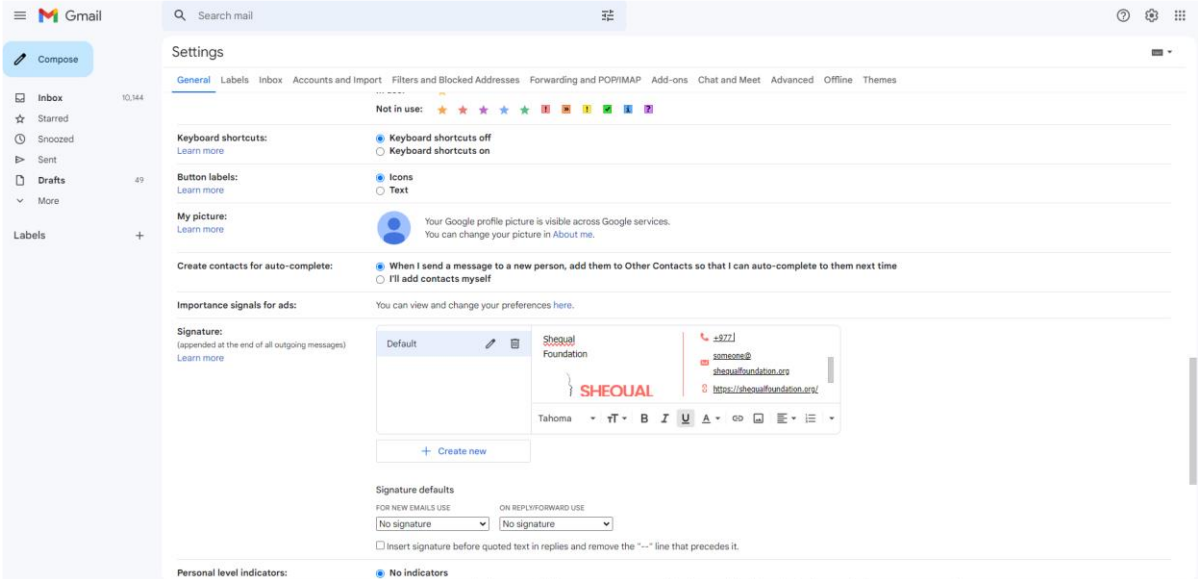 Gmail
Search mail
Compose
Inbox 10,144
Starred
Snoozed
Sent
Drafts 49
More
Labels
Settings
General Labels Inbox Accounts and Import Filters and Blocked Addresses Forwarding and POP/IMAP Add-ons Chat and Meet Advanced Offline Themes
Not in use:
Keyboard shortcuts:
Learn more
Keyboard shortcuts off
Keyboard shortcuts on
Button labels:
Learn more
Icons
Text
My picture:
Learn more
Your Google profile picture is visible across Google services.
You can change your picture in About me.
Create contacts for auto-complete:
When I send a message to a new person, add them to Other Contacts so that I can auto-complete to them next time
I'll add contacts myself
Importance signals for ads:
You can view and change your preferences here.
Signature:
(appended at the end of all outgoing messages)
Learn more
Default
Shequal
Foundation
SHEQUAL
+977
someone@
shequalfoundation.org
https://shequalfoundation.org/
Tahoma
Create new
Signature defaults
FOR NEW EMAILS USE ON REPLY/FORWARD USE
No signature No signature
Insert signature before quoted text in replies and remove the "--" line that precedes it.
Personal level indicators:
No indicators